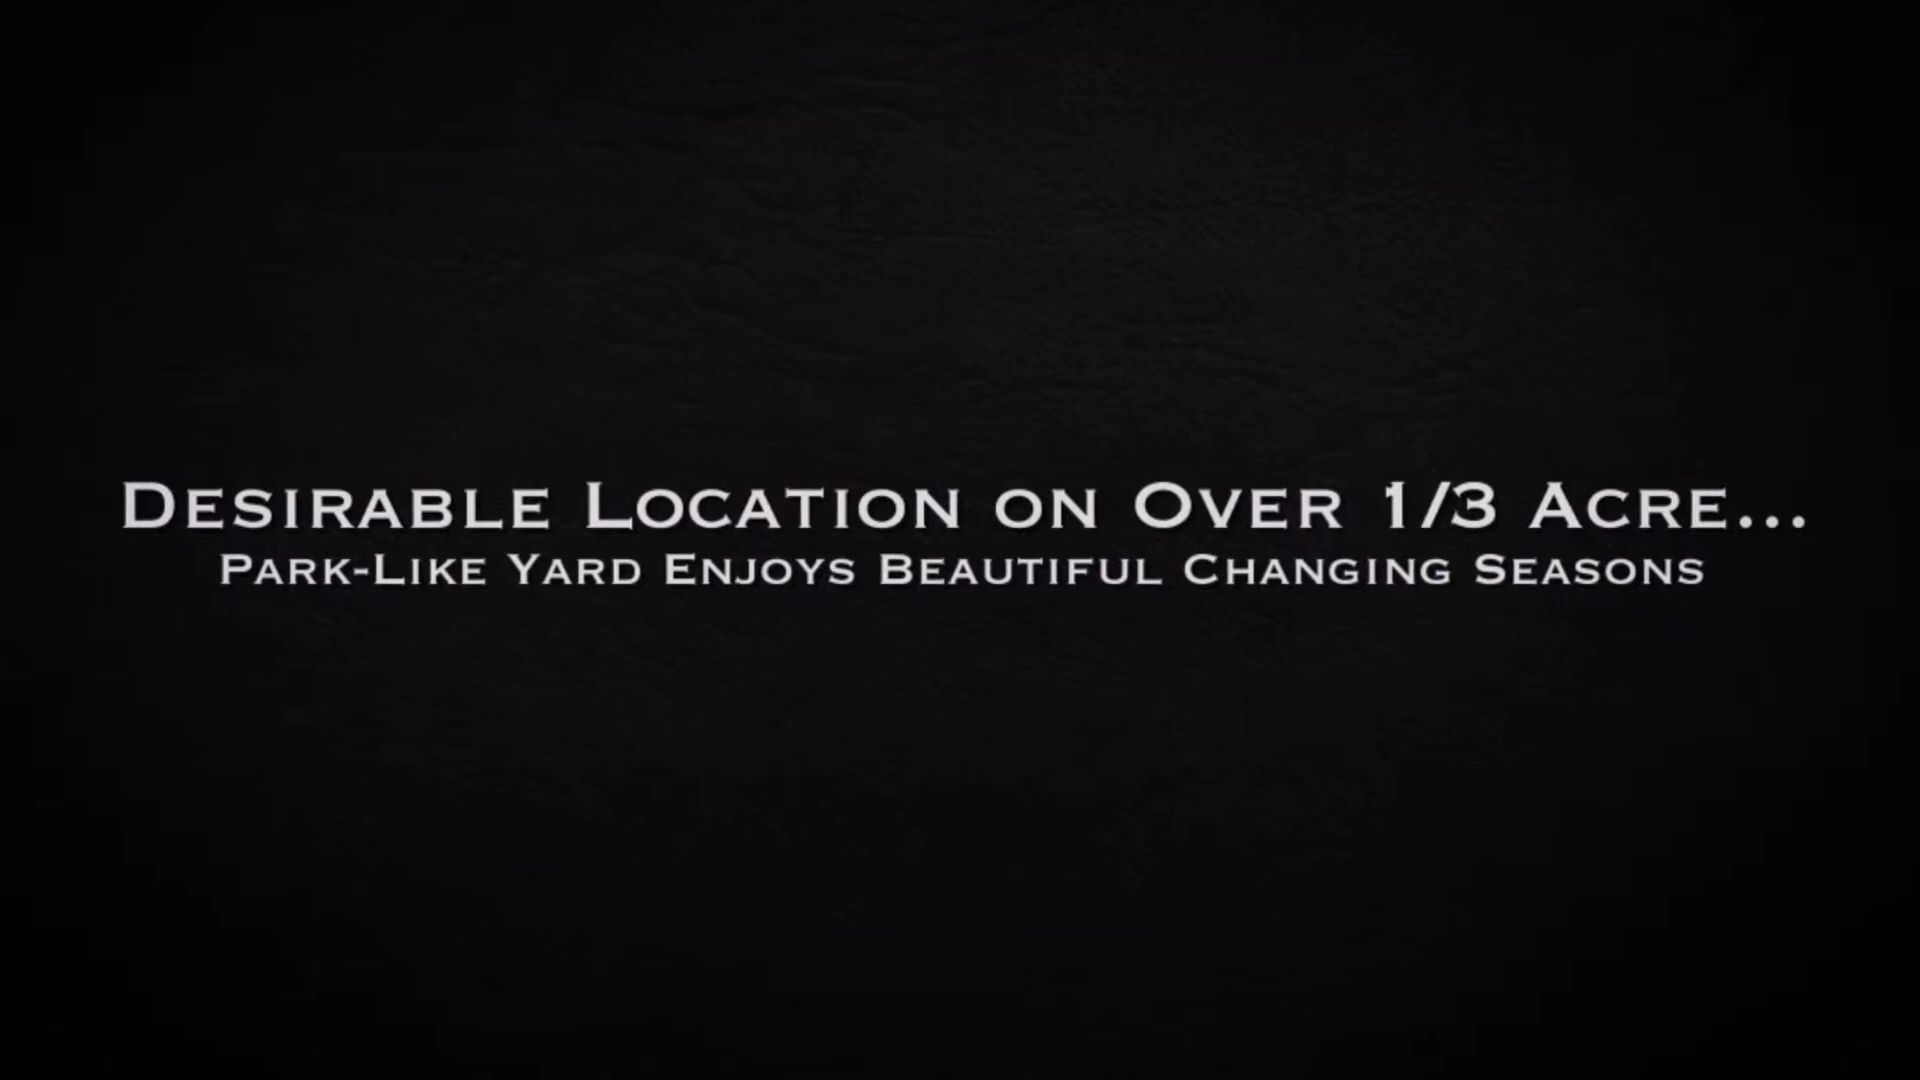 Desirable Location on Over 1/3 Acre...
Park-Like Yard Enjoys Beautiful Changing Seasons